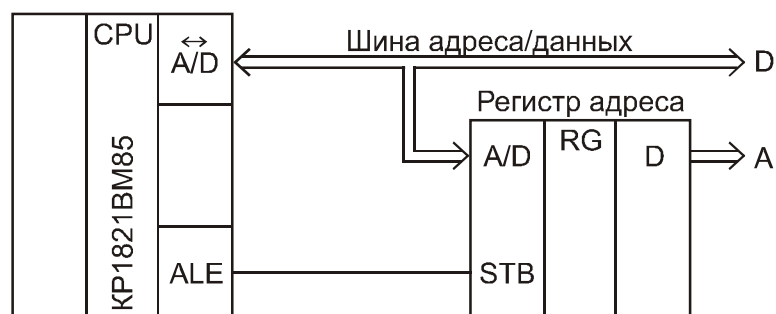 CPU
A/D
Шина адреса/данных
D
Регистр адреса
A/D
RG
D
A
КР1821ВМ85
ALE
STB